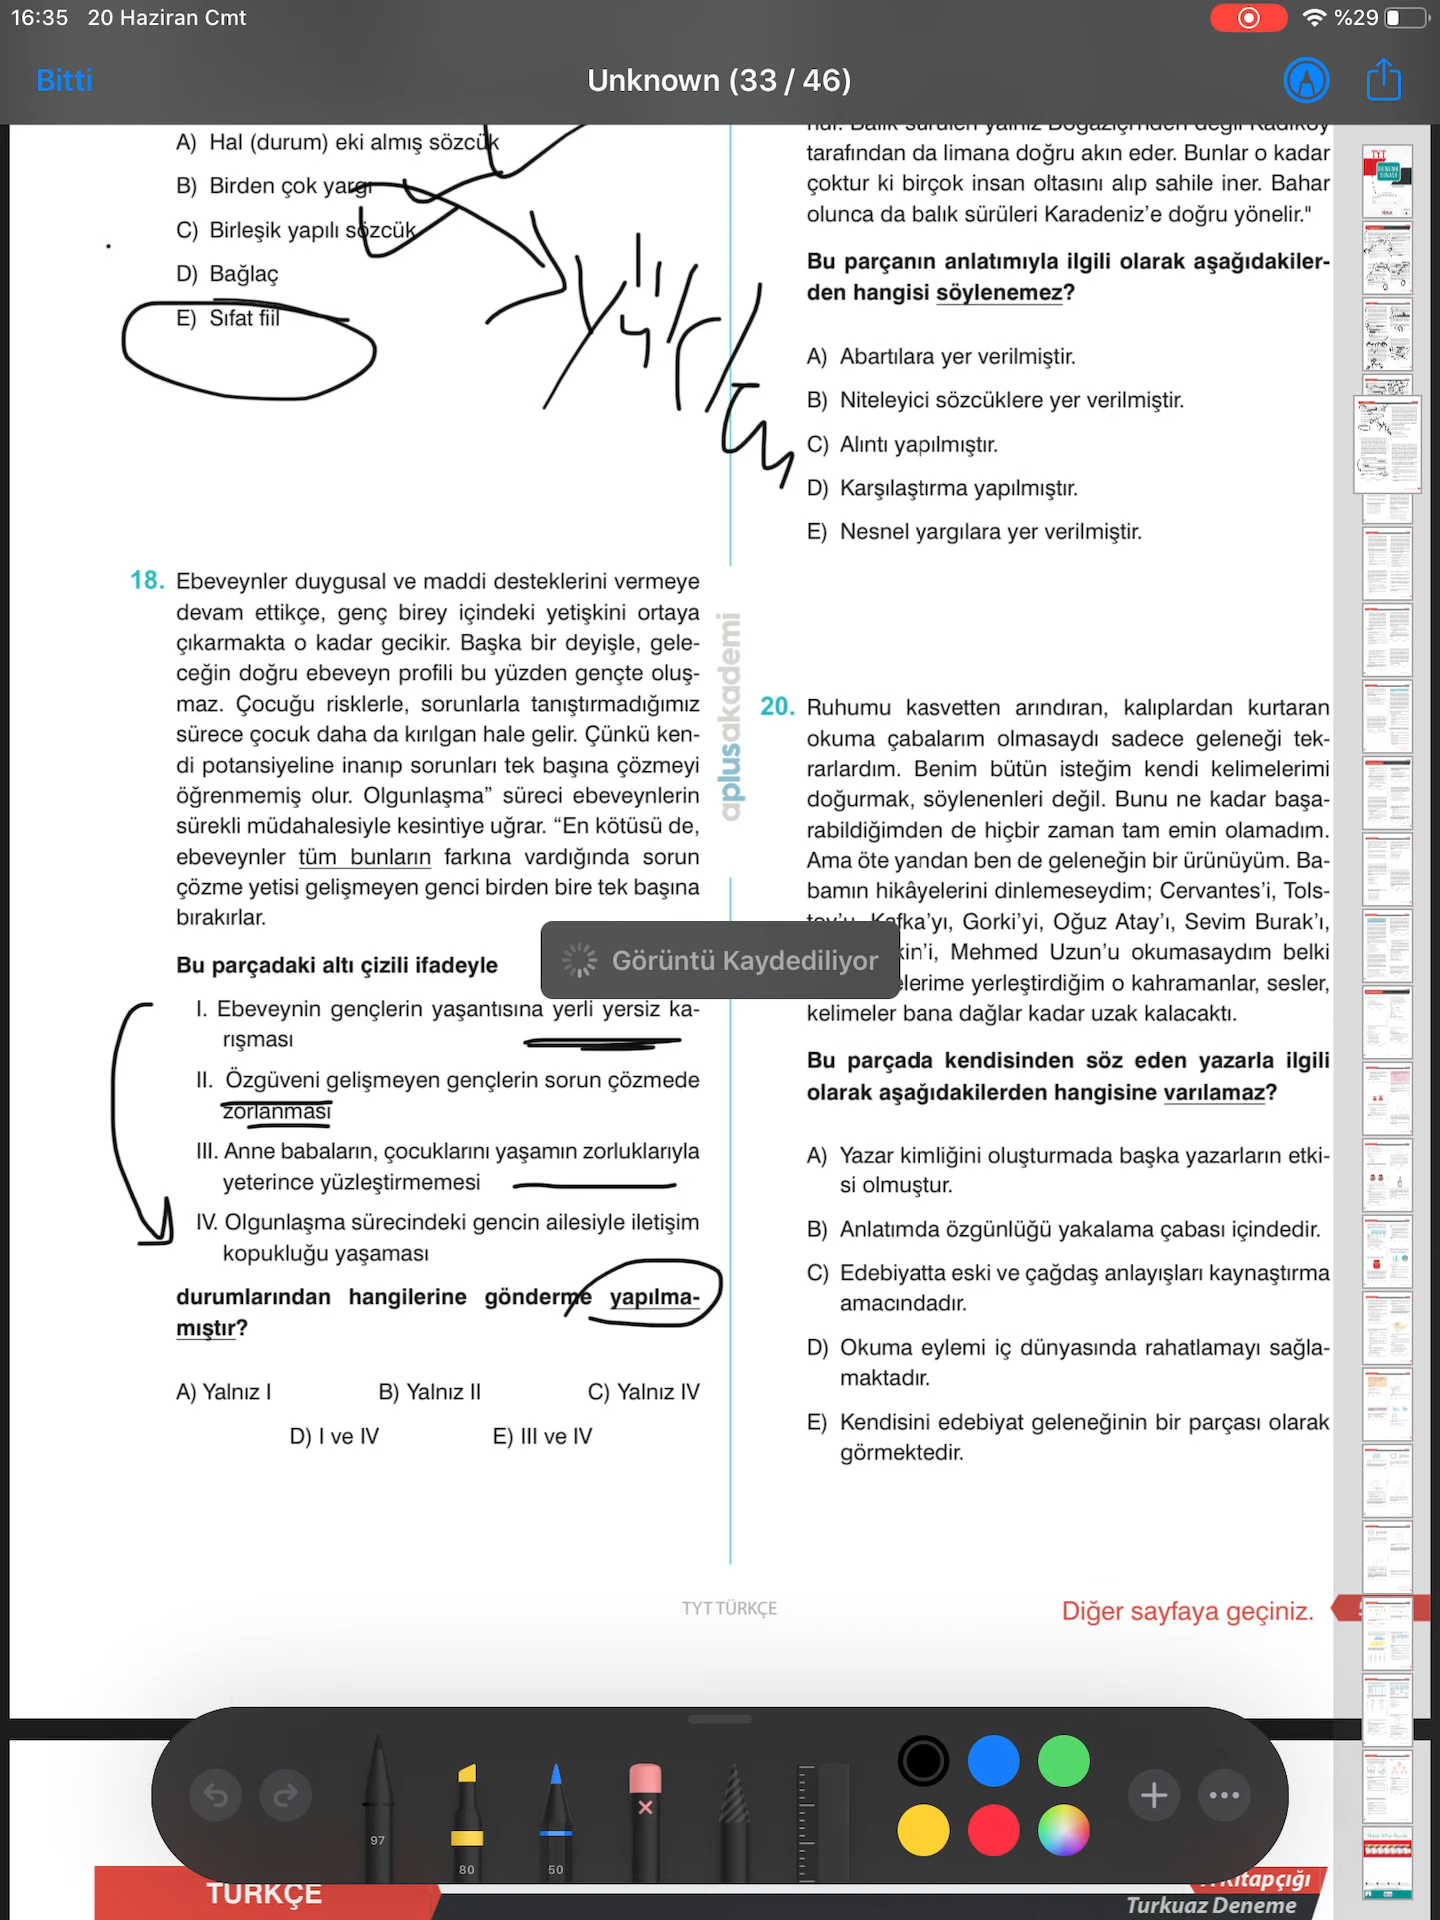 16:35 20 Haziran Cmt
%29
Bitti
Unknown (33 / 46)
A) Hal (durum) eki almış sözcük
B) Birden çok yargı
C) Birleşik yapılı sözcük
D) Bağlaç
E) Sıfat fiil
18. Ebeveynler duygusal ve maddi desteklerini vermeye
devam ettikçe, genç birey içindeki yetişkini ortaya
çıkarmakta o kadar gecikir. Başka bir deyişle, gele-
ceğin doğru ebeveyn profili bu yüzden gençte oluş-
maz. Çocuğu risklerle, sorunlarla tanıştırmadığımız
sürece çocuk daha da kırılgan hale gelir. Çünkü ken-
di potansiyeline inanıp sorunları tek başına çözmeyi
öğrenmemiş olur. Olgunlaşma” süreci ebeveynlerin
sürekli müdahalesiyle kesintiye uğrar. “En kötüsü de,
ebeveynler tüm bunların farkına vardığında sorun
çözme yetisi gelişmeyen genci birden bire tek başına
bırakırlar.
Bu parçadaki altı çizili ifadeyle
I. Ebeveynin gençlerin yaşantısına yerli yersiz ka-
rışması
II. Özgüveni gelişmeyen gençlerin sorun çözmede
zorlanması
III. Anne babaların, çocuklarını yaşamın zorluklarıyla
yeterince yüzleştirmemesi
IV. Olgunlaşma sürecindeki gencin ailesiyle iletişim
kopukluğu yaşaması
durumlarından hangilerine gönderme yapılma-
mıştır?
A) Yalnız I B) Yalnız II C) Yalnız IV
D) I ve IV E) III ve IV
aplusakademi
nur. Balık sürüleri yalnız Boğaziçi'nden değil Kadıköy
tarafından da limana doğru akın eder. Bunlar o kadar
çoktur ki birçok insan oltasını alıp sahile iner. Bahar
olunca da balık sürüleri Karadeniz’e doğru yönelir."
Bu parçanın anlatımıyla ilgili olarak aşağıdakiler-
den hangisi söylenemez?
A) Abartılara yer verilmiştir.
B) Niteleyici sözcüklere yer verilmiştir.
C) Alıntı yapılmıştır.
D) Karşılaştırma yapılmıştır.
E) Nesnel yargılara yer verilmiştir.
20. Ruhumu kasvetten arındıran, kalıplardan kurtaran
okuma çabalarım olmasaydı sadece geleneği tek-
rarlardım. Benim bütün isteğim kendi kelimelerimi
doğurmak, söylenenleri değil. Bunu ne kadar başa-
rabildiğimden de hiçbir zaman tam emin olamadım.
Ama öte yandan ben de geleneğin bir ürünüyüm. Ba-
bamın hikâyelerini dinlemeseydim; Cervantes’i, Tols-
toy’u, Kafka’yı, Gorki’yi, Oğuz Atay’ı, Sevim Burak’ı,
kin’i, Mehmed Uzun’u okumasaydım belki
elerime yerleştirdiğim o kahramanlar, sesler,
kelimeler bana dağlar kadar uzak kalacaktı.
Bu parçada kendisinden söz eden yazarla ilgili
olarak aşağıdakilerden hangisine varılamaz?
A) Yazar kimliğini oluşturmada başka yazarların etki-
si olmuştur.
B) Anlatımda özgünlüğü yakalama çabası içindedir.
C) Edebiyatta eski ve çağdaş anlayışları kaynaştırma
amacındadır.
D) Okuma eylemi iç dünyasında rahatlamayı sağla-
maktadır.
E) Kendisini edebiyat geleneğinin bir parçası olarak
görmektedir.
Görüntü Kaydediliyor
TYT TÜRKÇE
Diğer sayfaya geçiniz.
97
80
50
TÜRKÇE
Kitapçığı
Turkuaz Deneme